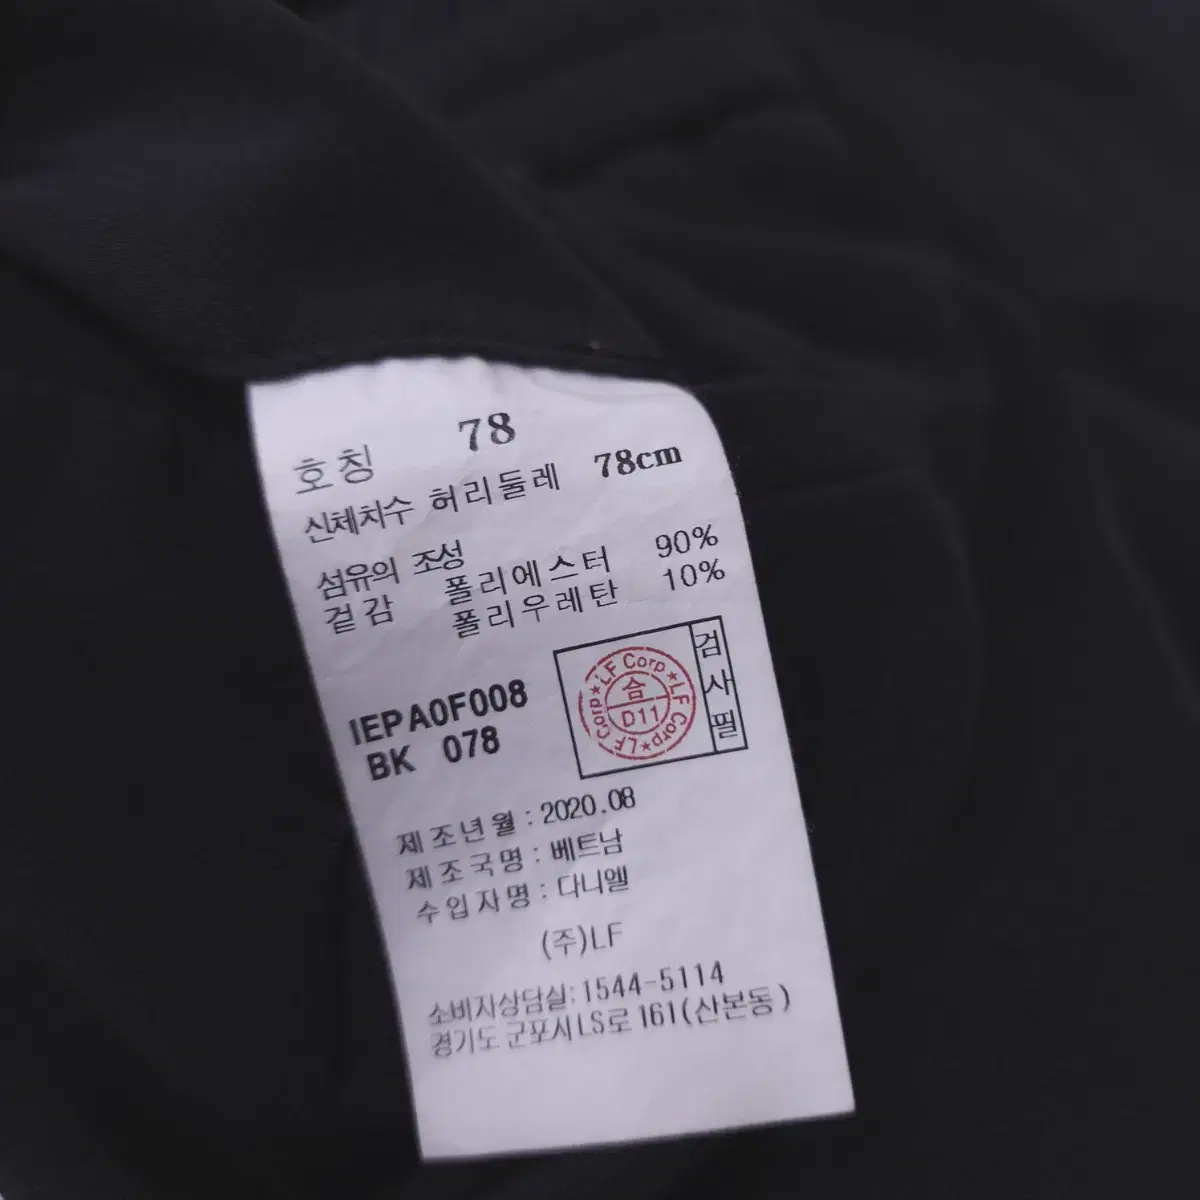 호칭 78
신체치수 허리둘레 78cm
섬유의 조성
겉감 폴리에스터 90%
폴리우레탄 10%
IEPA0F008
BK 078
검사필
LF Corp ★ LF Corp ★ LF Corp ★
합
D11
제조년월 : 2020.08
제조국명 : 베트남
수입자명 : 다니엘
(주)LF
소비자상담실:1544-5114
경기도 군포시 LS로 161(산본동)